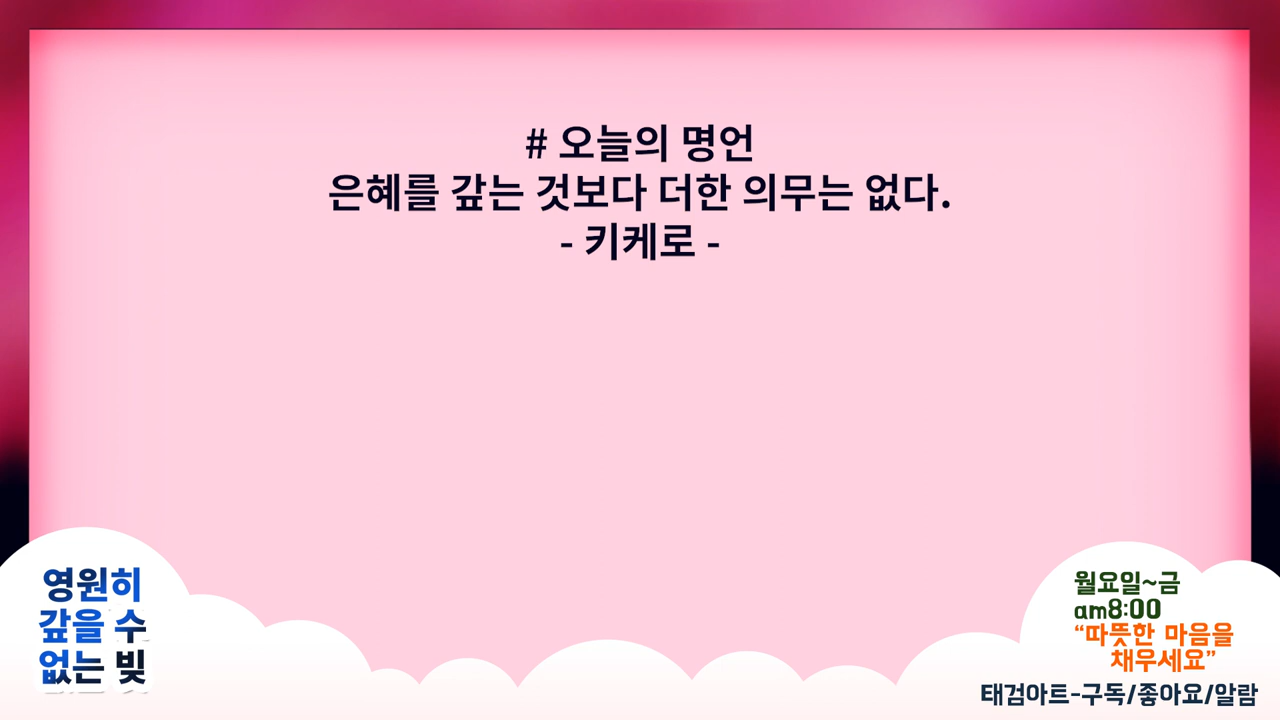 # 오늘의 명언
은혜를 갚는 것보다 더한 의무는 없다.
- 키케로 -
영원히
갚을 수
없는 빚
월요일~금
am8:00
“따뜻한 마음을
채우세요”
태검아트-구독/좋아요/알람